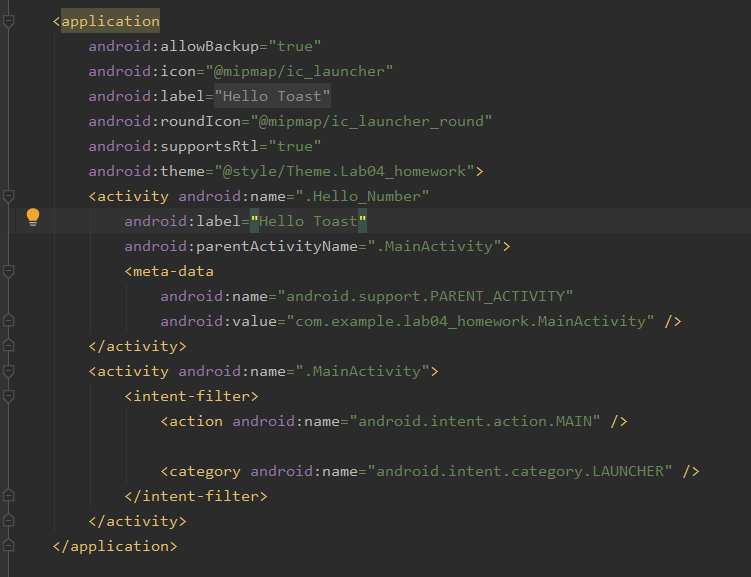 <application
android:allowBackup="true"
android:icon="@mipmap/ic_launcher"
android:label="Hello Toast"
android:roundIcon="@mipmap/ic_launcher_round"
android:supportsRtl="true"
android:theme="@style/Theme.Lab04_homework">
<activity android:name=".Hello_Number"
android:label="Hello Toast"
android:parentActivityName=".MainActivity">
<meta-data
android:name="android.support.PARENT_ACTIVITY"
android:value="com.example.lab04_homework.MainActivity" />
</activity>
<activity android:name=".MainActivity">
<intent-filter>
<action android:name="android.intent.action.MAIN" />
<category android:name="android.intent.category.LAUNCHER" />
</intent-filter>
</activity>
</application>